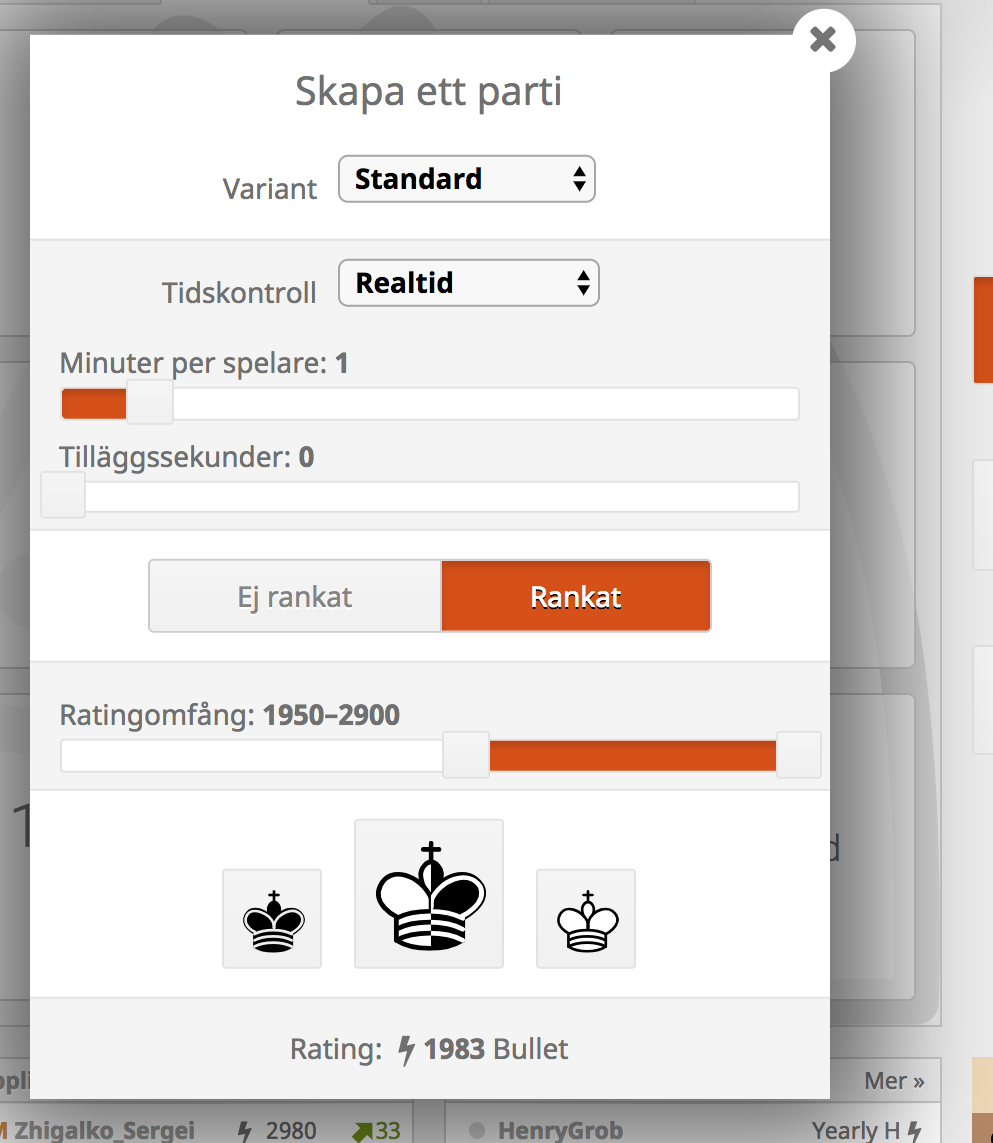 Skapa ett parti
Variant Standard
Tidskontroll Realtid
Minuter per spelare: 1
Tilläggssekunder: 0
Ej rankat Rankat
Ratingomfång: 1950–2900
Rating: 1983 Bullet
Mer »
Zhigalko_Sergei 2980 33 HenryGrob Yearly H